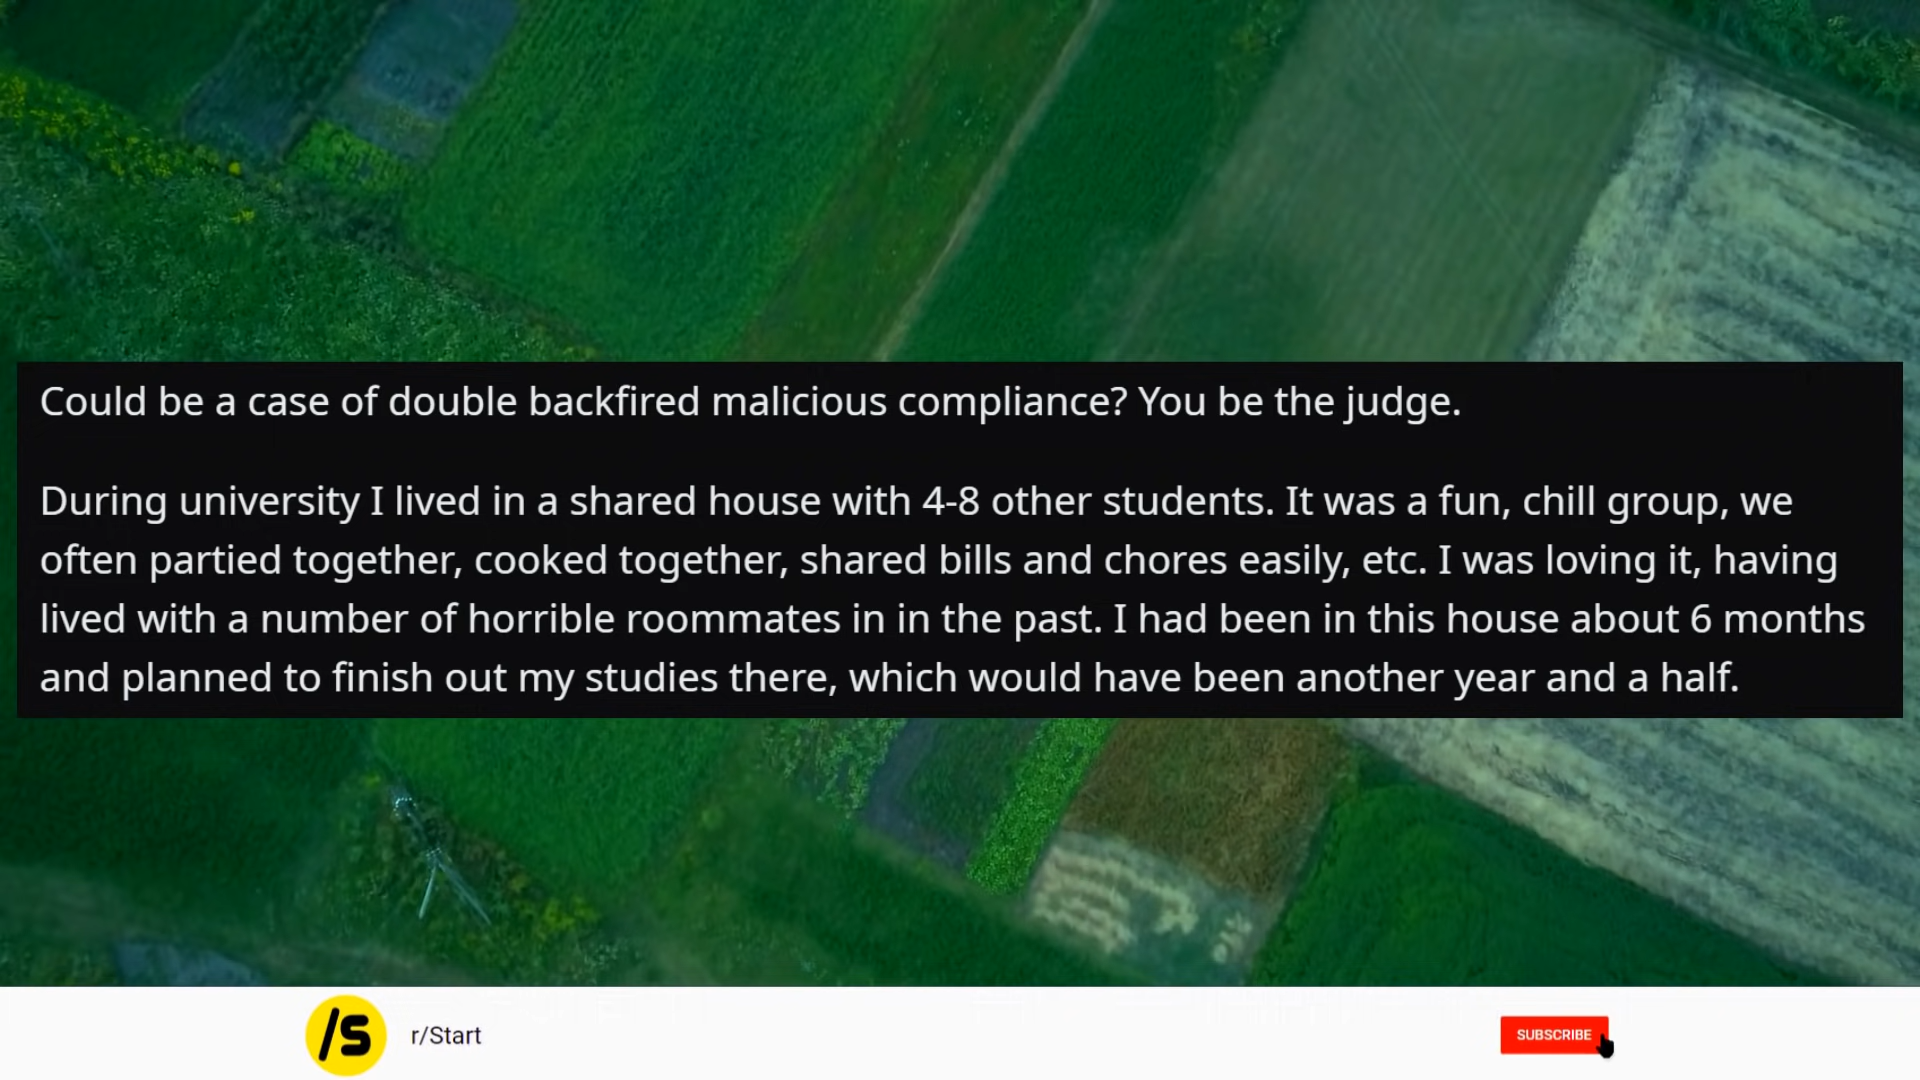 Could be a case of double backfired malicious compliance? You be the judge.
During university I lived in a shared house with 4-8 other students. It was a fun, chill group, we
often partied together, cooked together, shared bills and chores easily, etc. I was loving it, having
lived with a number of horrible roommates in in the past. I had been in this house about 6 months
and planned to finish out my studies there, which would have been another year and a half.
/S
r/Start
SUBSCRIBE